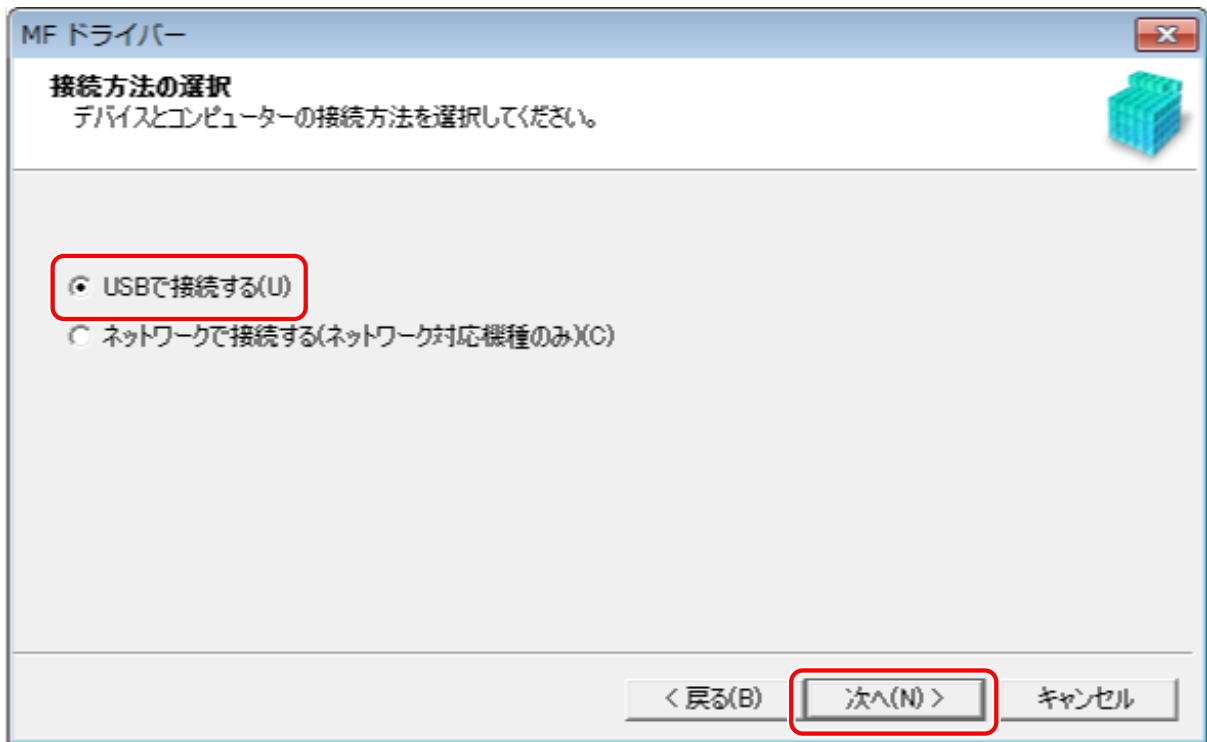 MF ドライバー
接続方法の選択
デバイスとコンピューターの接続方法を選択してください。
USBで接続する(U)
ネットワークで接続する(ネットワーク対応機種のみ)(C)
< 戻る(B)
次へ(N) >
キャンセル